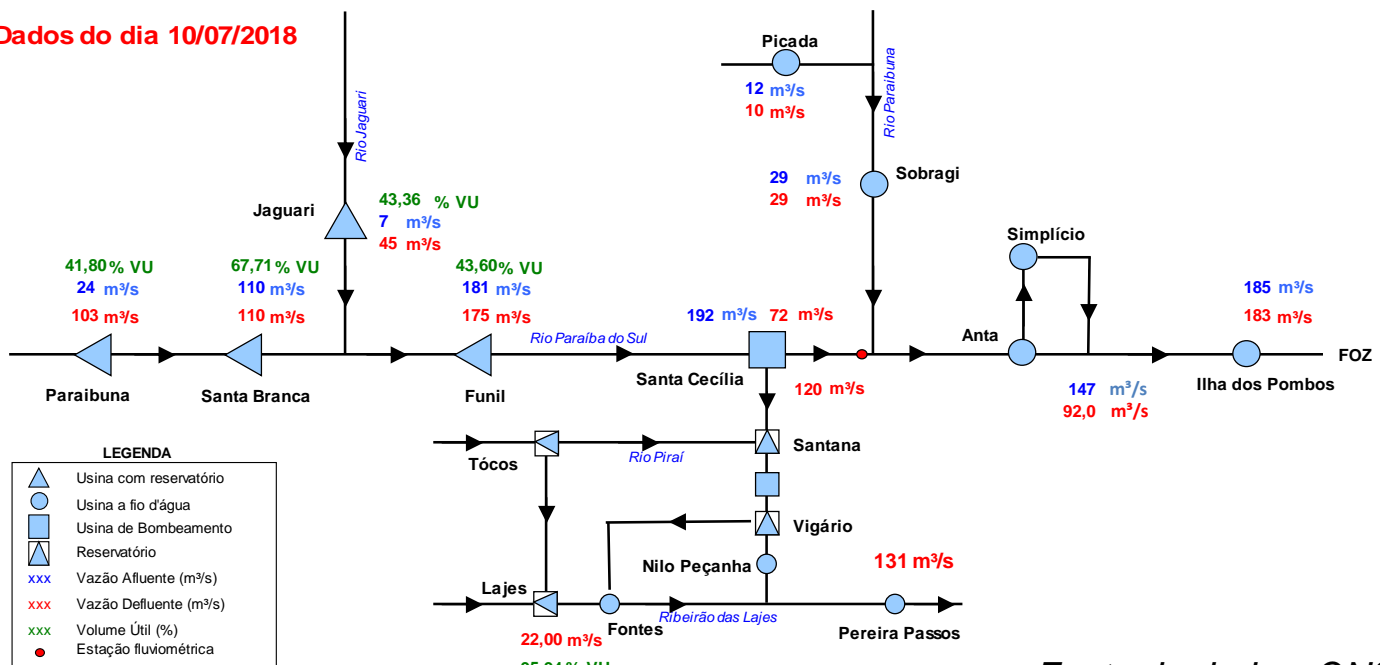 Dados do dia 10/07/2018
Picada
12 m³/s
10 m³/s
Rio Paraibuna
Rio Jaguari
Sobragi
29 m³/s
29 m³/s
Jaguari
43,36 % VU
7 m³/s
45 m³/s
Simplício
41,80 % VU
24 m³/s
103 m³/s
67,71 % VU
110 m³/s
110 m³/s
43,60 % VU
181 m³/s
175 m³/s
185 m³/s
183 m³/s
Rio Paraíba do Sul
192 m³/s 72 m³/s
Anta
FOZ
Paraibuna
Santa Branca
Funil
Santa Cecília
120 m³/s
147 m³/s
92,0 m³/s
Ilha dos Pombos
Tócos
Rio Piraí
Santana
Vigário
Nilo Peçanha
131 m³/s
Lajes
Fontes
Ribeirão das Lajes
Pereira Passos
22,00 m³/s
LEGENDA
Usina com reservatório
Usina a fio d'água
Usina de Bombeamento
Reservatório
xxx Vazão Afluente (m³/s)
xxx Vazão Defluente (m³/s)
xxx Volume Útil (%)
Estação fluviométrica